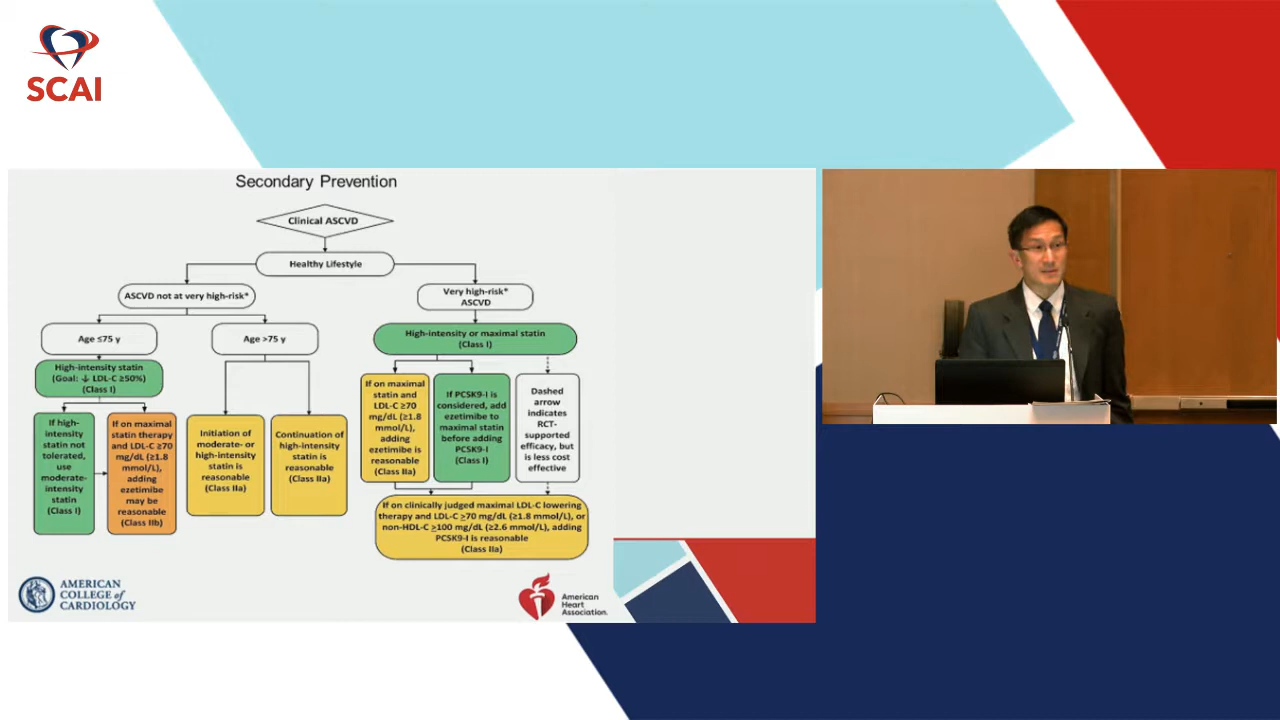 SCAI
Secondary Prevention
Clinical ASCVD
Healthy Lifestyle
ASCVD not at very high-risk*
Very high-risk*
ASCVD
Age ≤75 y
Age >75 y
High-intensity or maximal statin
(Class I)
High-intensity statin
(Goal: ↓ LDL-C ≥50%)
(Class I)
If high-
intensity
statin not
tolerated,
use
moderate-
intensity
statin
(Class I)
If on maximal
statin therapy
and LDL-C ≥70
mg/dL (≥1.8
mmol/L),
adding
ezetimibe
may be
reasonable
(Class IIb)
Initiation of
moderate- or
high-intensity
statin is
reasonable
(Class IIa)
Continuation of
high-intensity
statin is
reasonable
(Class IIa)
If on maximal
statin and
LDL-C ≥70
mg/dL (≥1.8
mmol/L),
adding
ezetimibe is
reasonable
(Class IIa)
If PCSK9-I is
considered, add
ezetimibe to
maximal statin
before adding
PCSK9-I
(Class I)
Dashed
arrow
indicates
RCT-
supported
efficacy, but
is less cost
effective
If on clinically judged maximal LDL-C lowering
therapy and LDL-C ≥70 mg/dL (≥1.8 mmol/L), or
non-HDL-C ≥100 mg/dL (≥2.6 mmol/L), adding
PCSK9-I is reasonable
(Class IIa)
AMERICAN
COLLEGE of
CARDIOLOGY
American
Heart
Association.